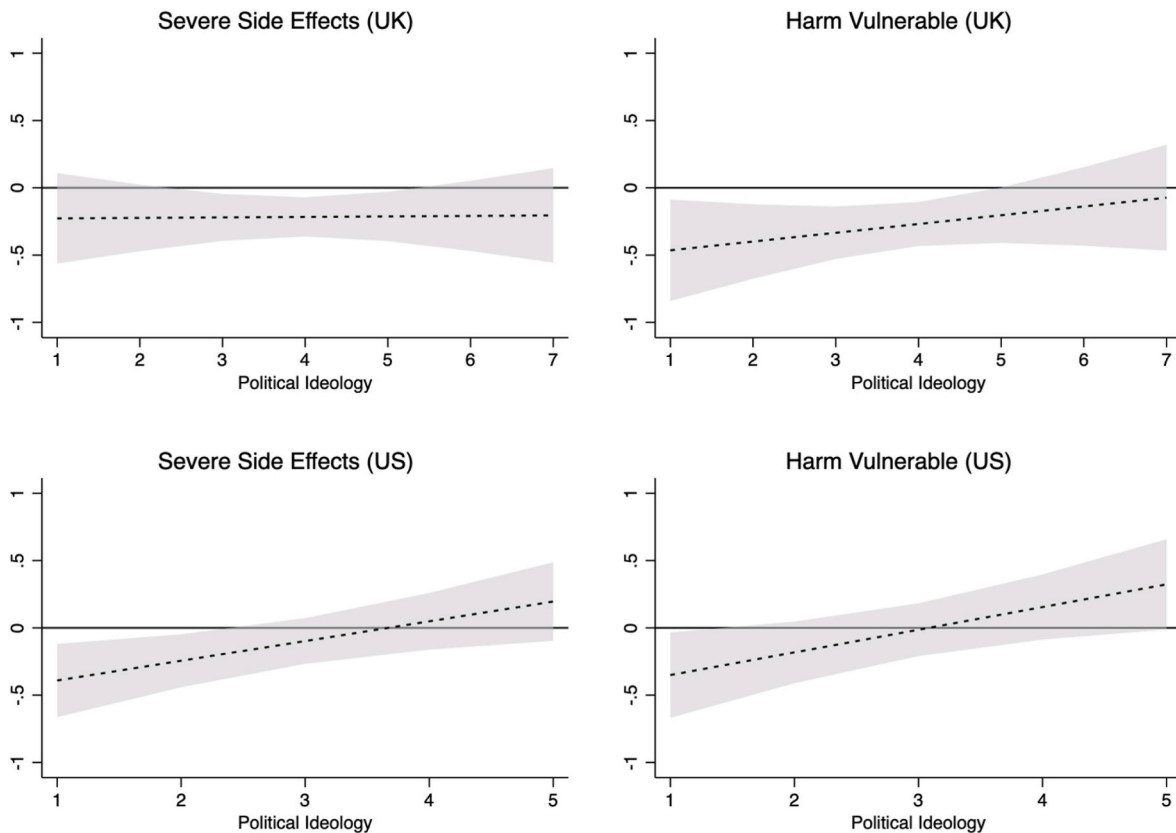 Severe Side Effects (UK)
1
.5
0
-.5
-1
1 2 3 4 5 6 7
Political Ideology
Harm Vulnerable (UK)
1
.5
0
-.5
-1
1 2 3 4 5 6 7
Political Ideology
Severe Side Effects (US)
1
.5
0
-.5
-1
1 2 3 4 5
Political Ideology
Harm Vulnerable (US)
1
.5
0
-.5
-1
1 2 3 4 5
Political Ideology